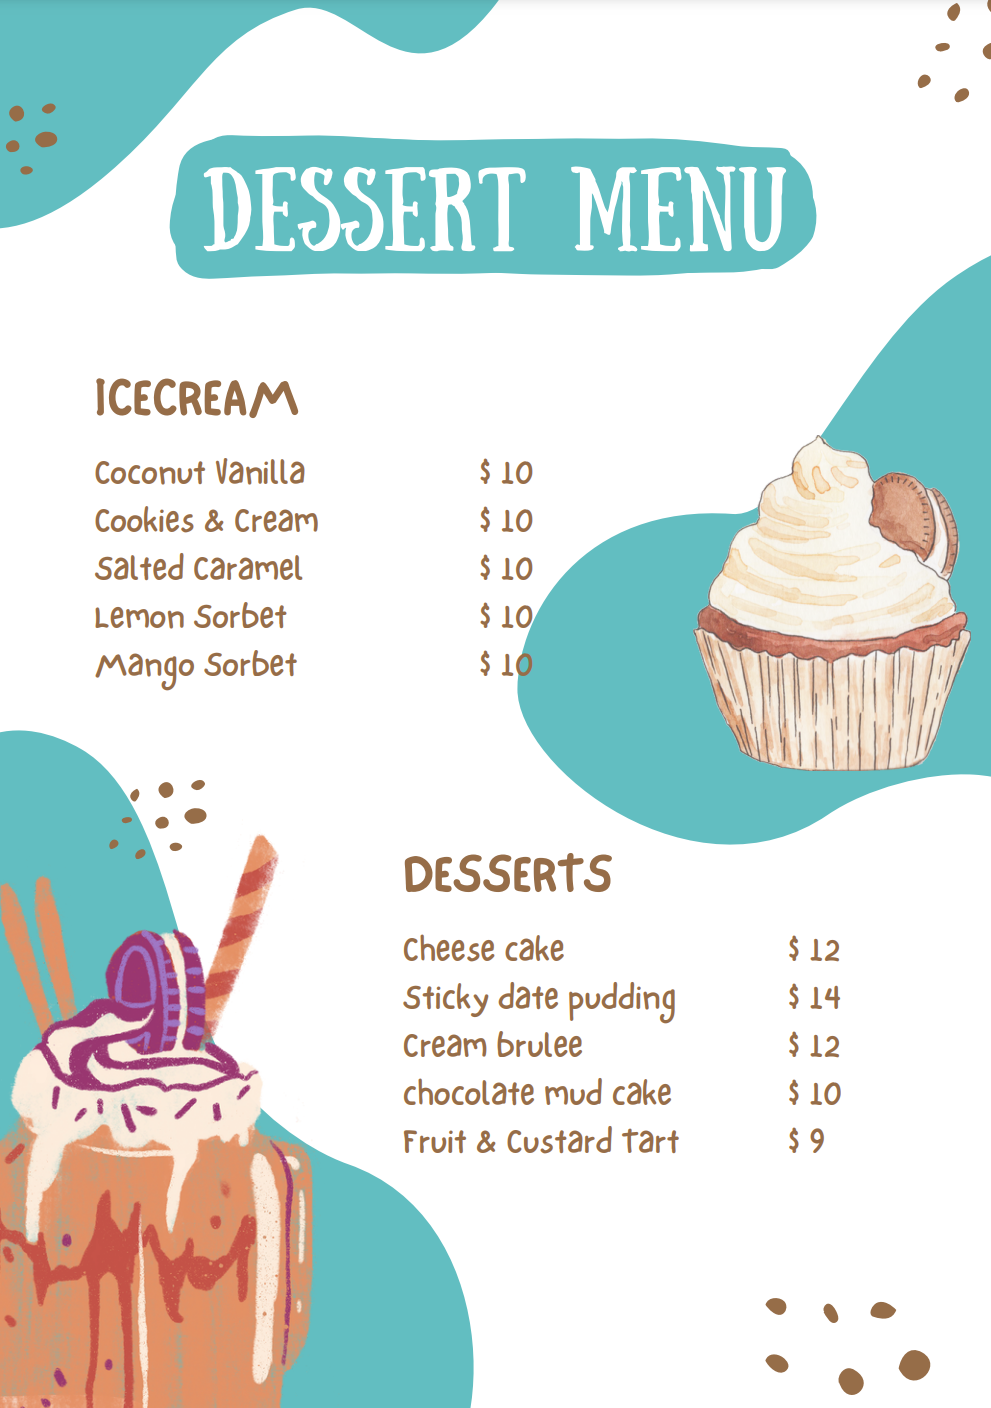 DESSERT MENU
ICECREAM
Coconut Vanilla $ 10
Cookies & Cream $ 10
Salted Caramel $ 10
Lemon Sorbet $ 10
Mango Sorbet $ 10
DESSERTS
Cheese cake $ 12
Sticky date pudding $ 14
Cream brulee $ 12
chocolate mud cake $ 10
Fruit & Custard Tart $ 9